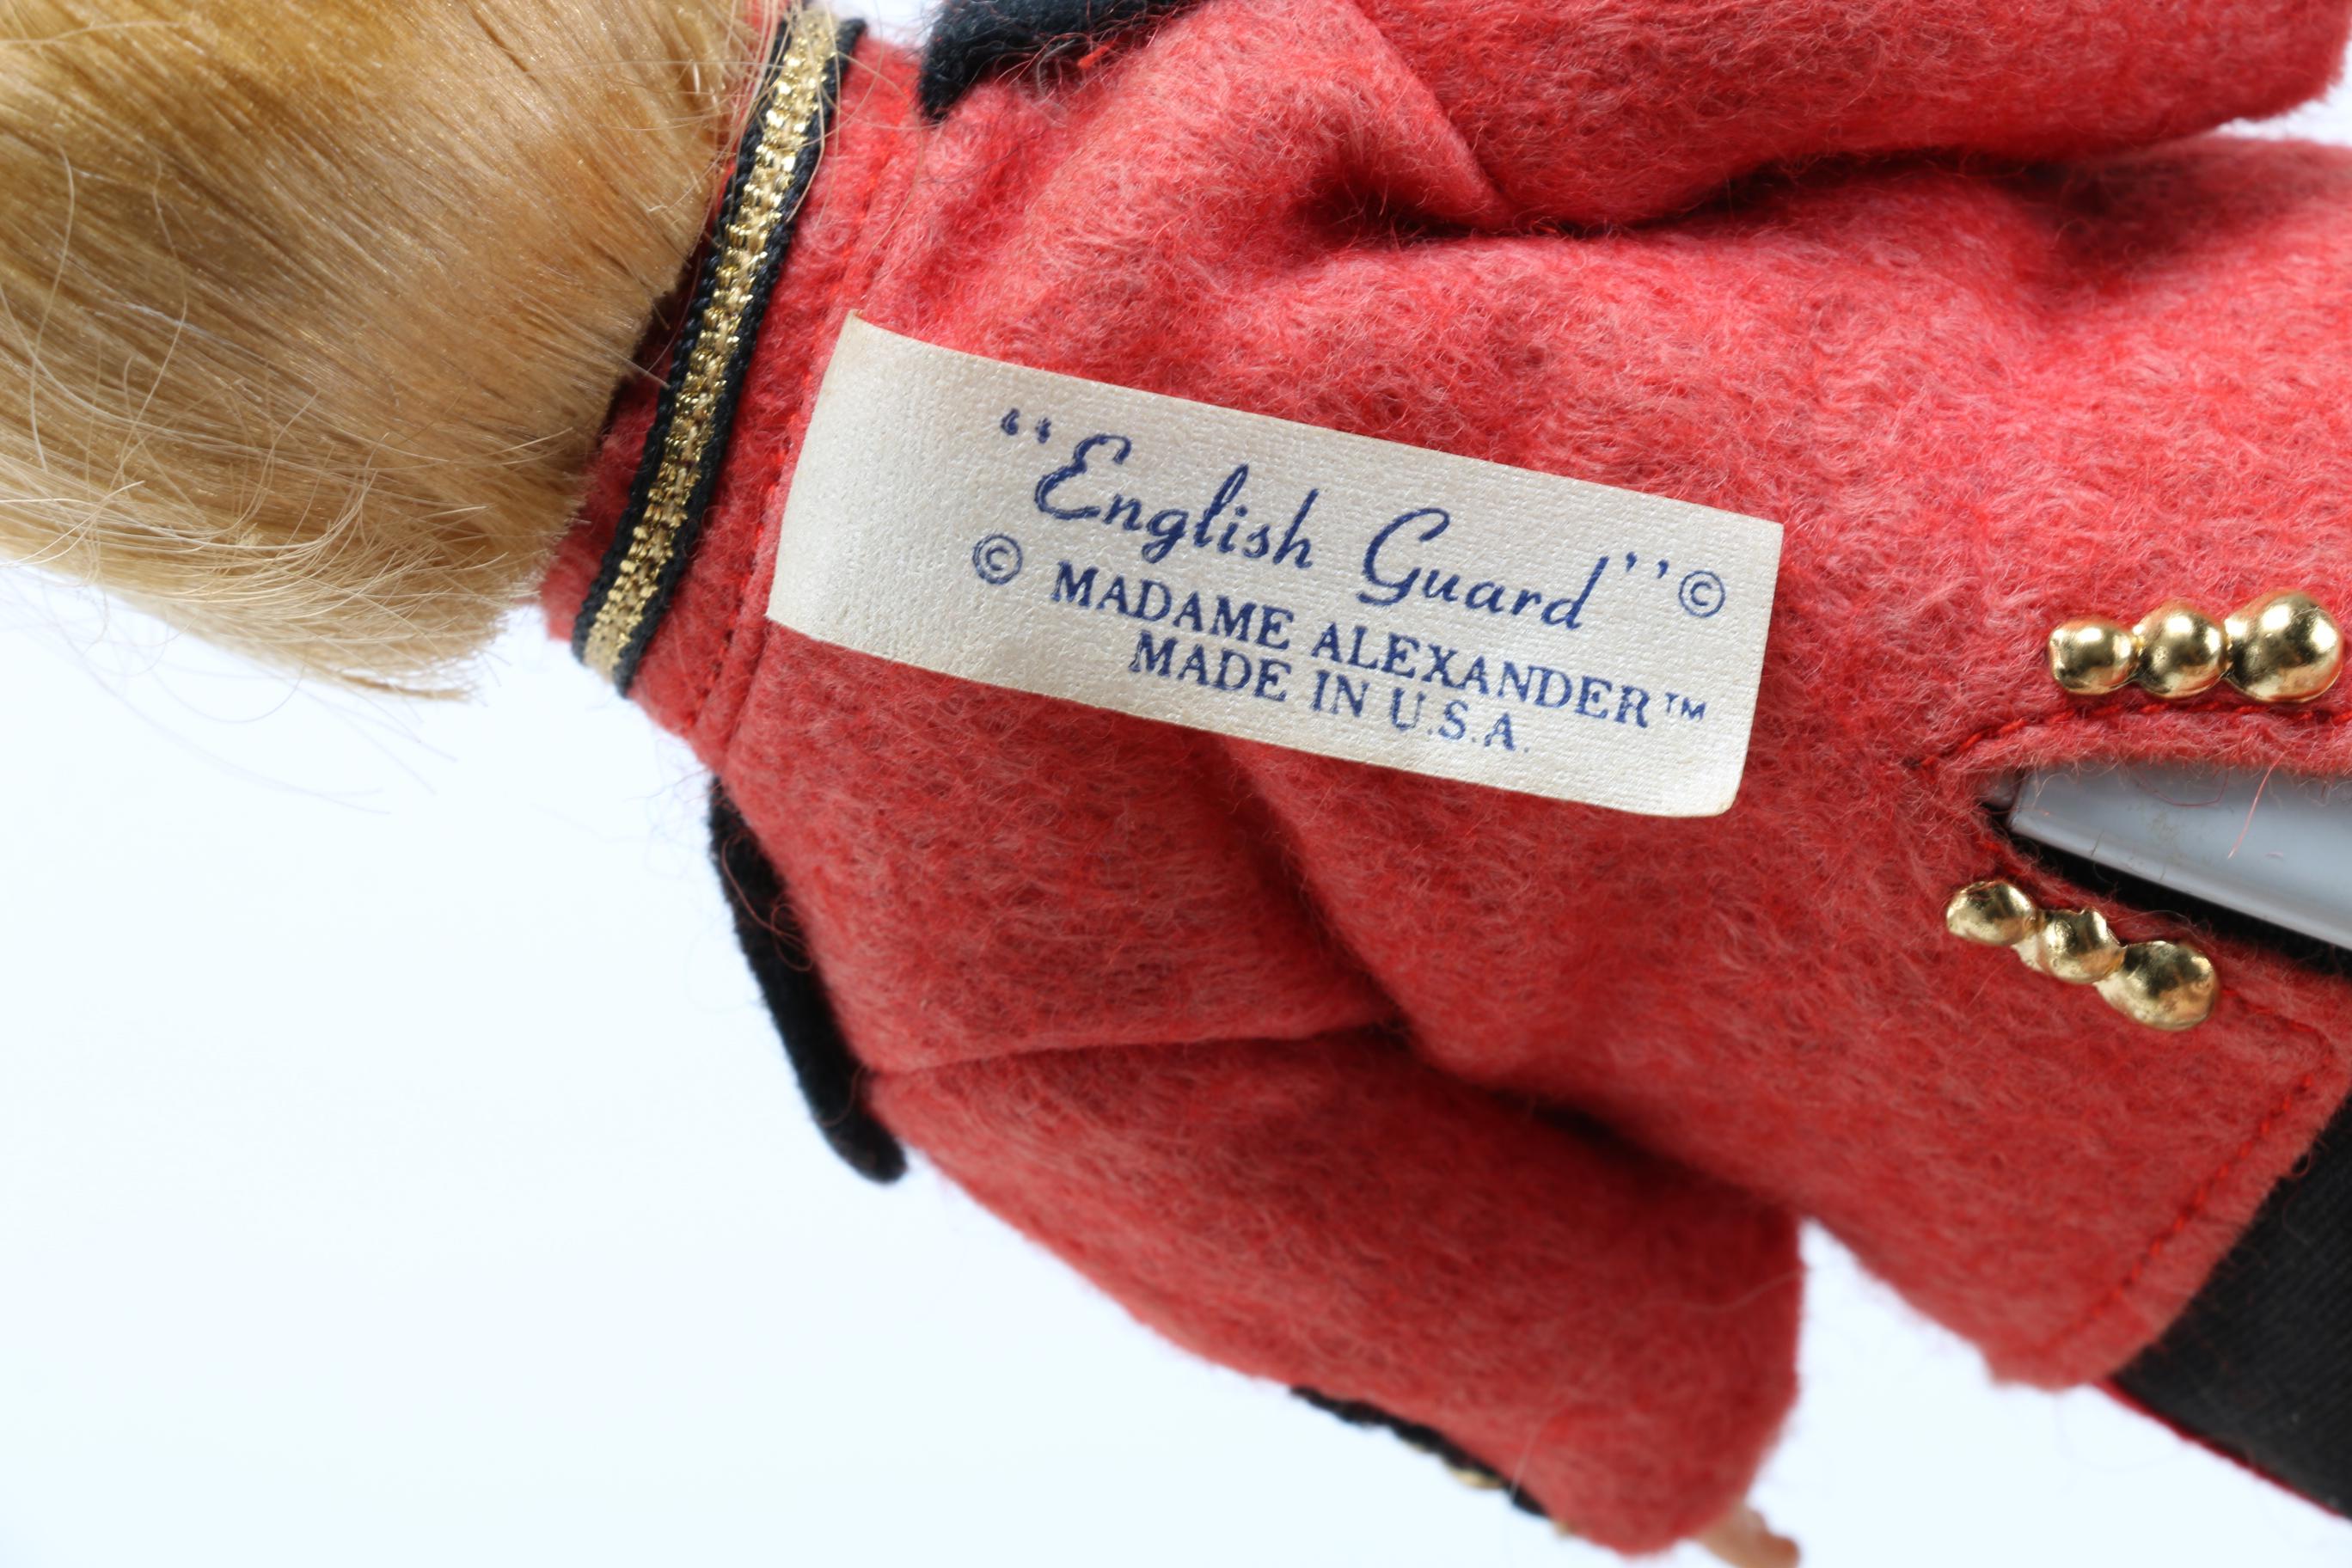 “English Guard”©
© MADAME ALEXANDER™
MADE IN U.S.A.